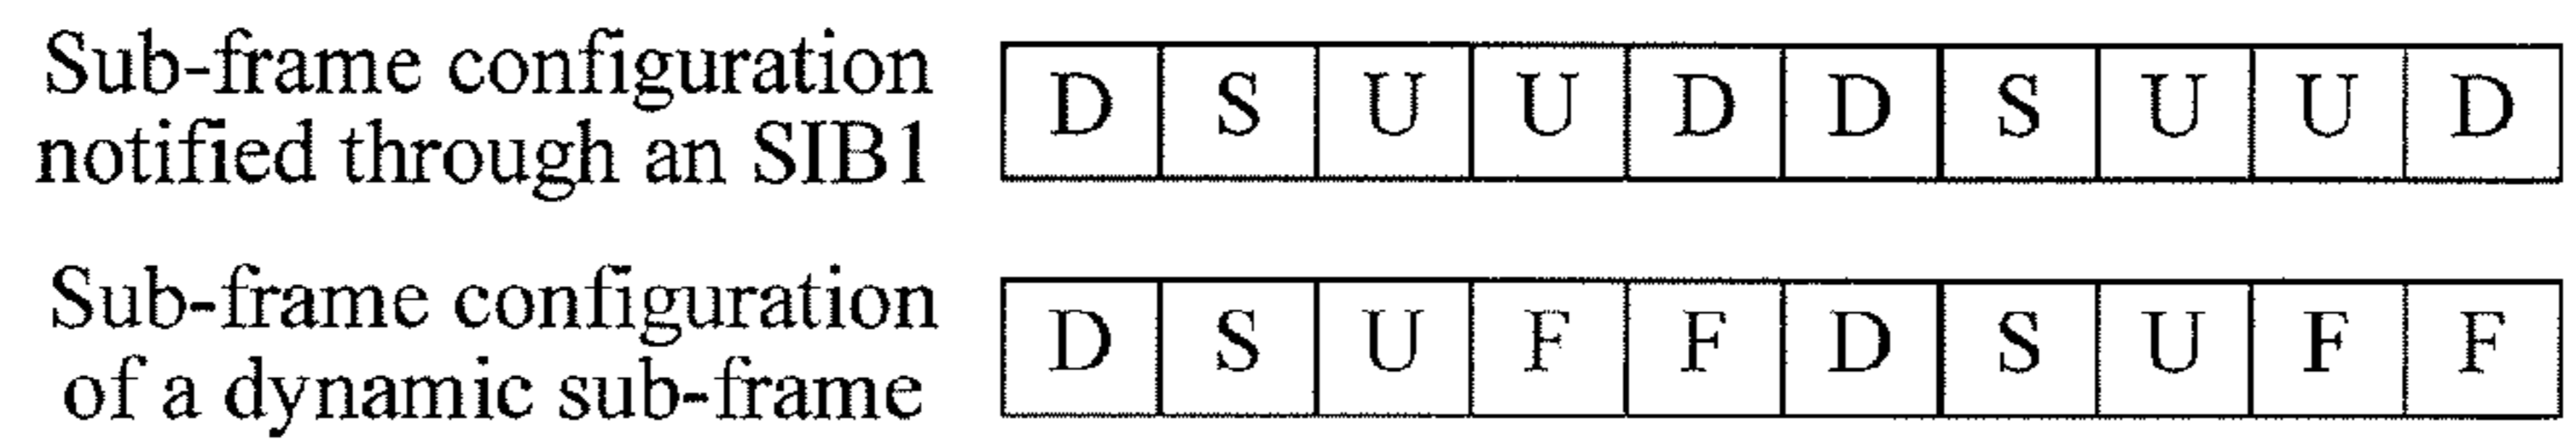 Sub-frame configuration
notified through an SIB1
D S U U D D S U U D
Sub-frame configuration
of a dynamic sub-frame
D S U F F D S U F F